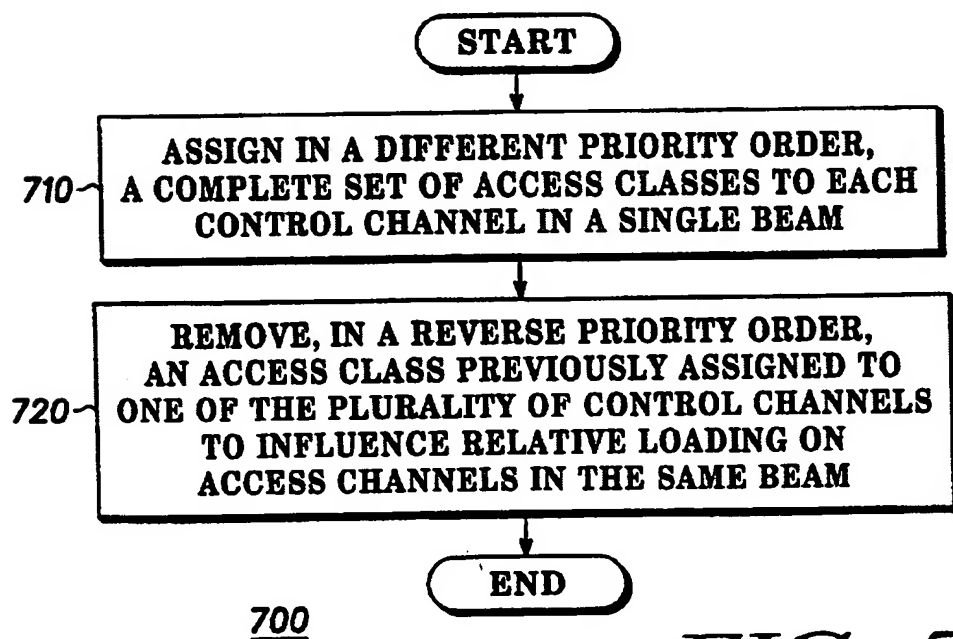 START
710
ASSIGN IN A DIFFERENT PRIORITY ORDER,
A COMPLETE SET OF ACCESS CLASSES TO EACH
CONTROL CHANNEL IN A SINGLE BEAM
720
REMOVE, IN A REVERSE PRIORITY ORDER,
AN ACCESS CLASS PREVIOUSLY ASSIGNED TO
ONE OF THE PLURALITY OF CONTROL CHANNELS
TO INFLUENCE RELATIVE LOADING ON
ACCESS CHANNELS IN THE SAME BEAM
END
700